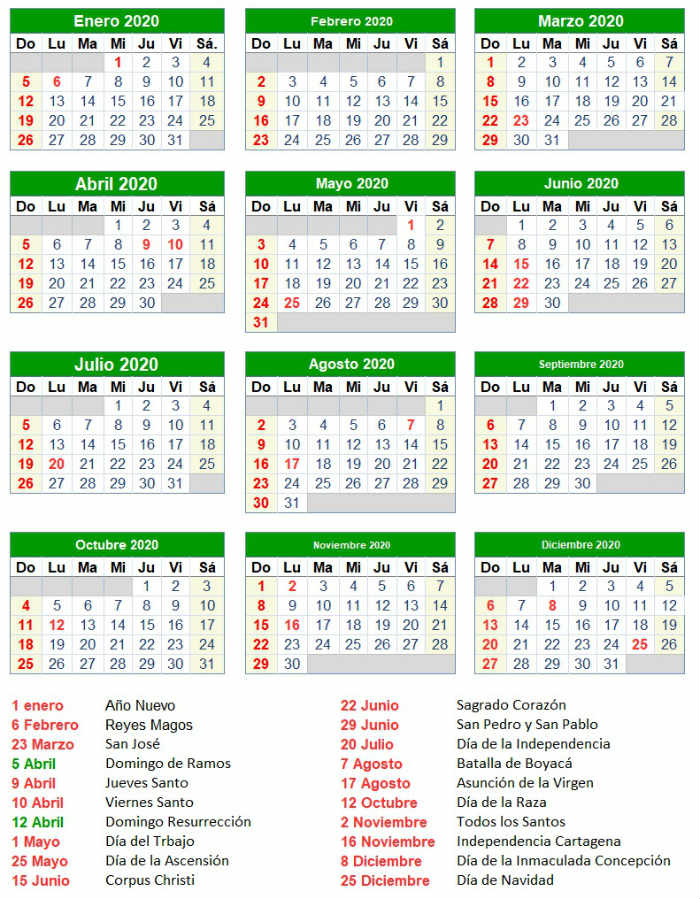 Enero 2020
Do Lu Ma Mi Ju Vi Sá.
1 2 3 4
5 6 7 8 9 10 11
12 13 14 15 16 17 18
19 20 21 22 23 24 25
26 27 28 29 30 31
Febrero 2020
Do Lu Ma Mi Ju Vi Sá
1
2 3 4 5 6 7 8
9 10 11 12 13 14 15
16 17 18 19 20 21 22
23 24 25 26 27 28 29
Marzo 2020
Do Lu Ma Mi Ju Vi Sá
1 2 3 4 5 6 7
8 9 10 11 12 13 14
15 16 17 18 19 20 21
22 23 24 25 26 27 28
29 30 31
Abril 2020
Do Lu Ma Mi Ju Vi Sá
1 2 3 4
5 6 7 8 9 10 11
12 13 14 15 16 17 18
19 20 21 22 23 24 25
26 27 28 29 30
Mayo 2020
Do Lu Ma Mi Ju Vi Sá
1 2
3 4 5 6 7 8 9
10 11 12 13 14 15 16
17 18 19 20 21 22 23
24 25 26 27 28 29 30
31
Junio 2020
Do Lu Ma Mi Ju Vi Sá
1 2 3 4 5 6
7 8 9 10 11 12 13
14 15 16 17 18 19 20
21 22 23 24 25 26 27
28 29 30
Julio 2020
Do Lu Ma Mi Ju Vi Sá
1 2 3 4
5 6 7 8 9 10 11
12 13 14 15 16 17 18
19 20 21 22 23 24 25
26 27 28 29 30 31
Agosto 2020
Do Lu Ma Mi Ju Vi Sá
1
2 3 4 5 6 7 8
9 10 11 12 13 14 15
16 17 18 19 20 21 22
23 24 25 26 27 28 29
30 31
Septiembre 2020
Do Lu Ma Mi Ju Vi Sá
1 2 3 4 5
6 7 8 9 10 11 12
13 14 15 16 17 18 19
20 21 22 23 24 25 26
27 28 29 30
Octubre 2020
Do Lu Ma Mi Ju Vi Sá
1 2 3
4 5 6 7 8 9 10
11 12 13 14 15 16 17
18 19 20 21 22 23 24
25 26 27 28 29 30 31
Noviembre 2020
Do Lu Ma Mi Ju Vi Sá
1 2 3 4 5 6 7
8 9 10 11 12 13 14
15 16 17 18 19 20 21
22 23 24 25 26 27 28
29 30
Diciembre 2020
Do Lu Ma Mi Ju Vi Sá
1 2 3 4 5
6 7 8 9 10 11 12
13 14 15 16 17 18 19
20 21 22 23 24 25 26
27 28 29 30 31
1 enero Año Nuevo
6 Febrero Reyes Magos
23 Marzo San José
5 Abril Domingo de Ramos
9 Abril Jueves Santo
10 Abril Viernes Santo
12 Abril Domingo Resurrección
1 Mayo Día del Trbajo
25 Mayo Día de la Ascensión
15 Junio Corpus Christi
22 Junio Sagrado Corazón
29 Junio San Pedro y San Pablo
20 Julio Día de la Independencia
7 Agosto Batalla de Boyacá
17 Agosto Asunción de la Virgen
12 Octubre Día de la Raza
2 Noviembre Todos los Santos
16 Noviembre Independencia Cartagena
8 Diciembre Día de la Inmaculada Concepción
25 Diciembre Día de Navidad